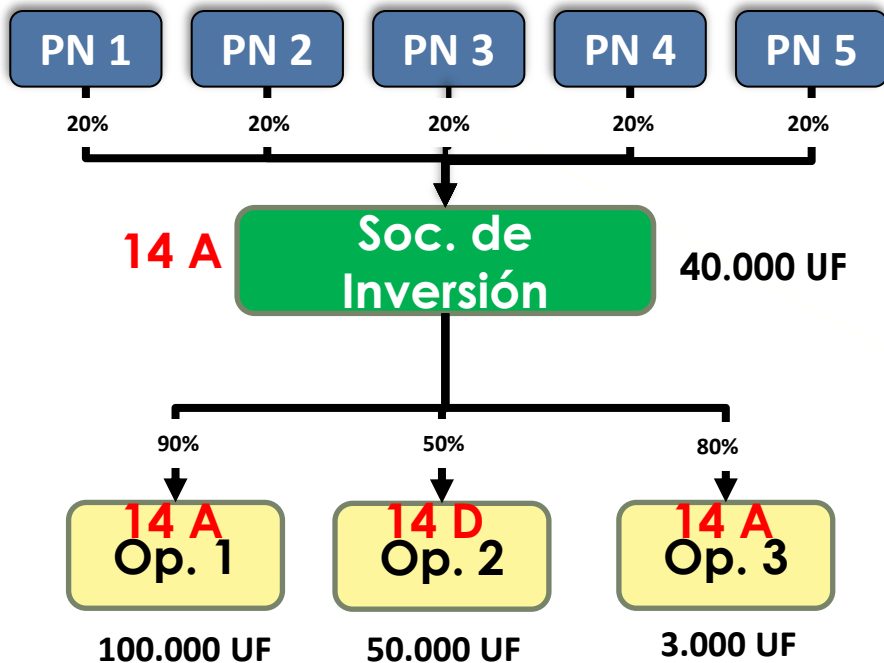 PN 1 PN 2 PN 3 PN 4 PN 5
20% 20% 20% 20% 20%
14 A
Soc. de
Inversión
40.000 UF
90% 50% 80%
14 A 14 D 14 A
Op. 1 Op. 2 Op. 3
100.000 UF 50.000 UF 3.000 UF